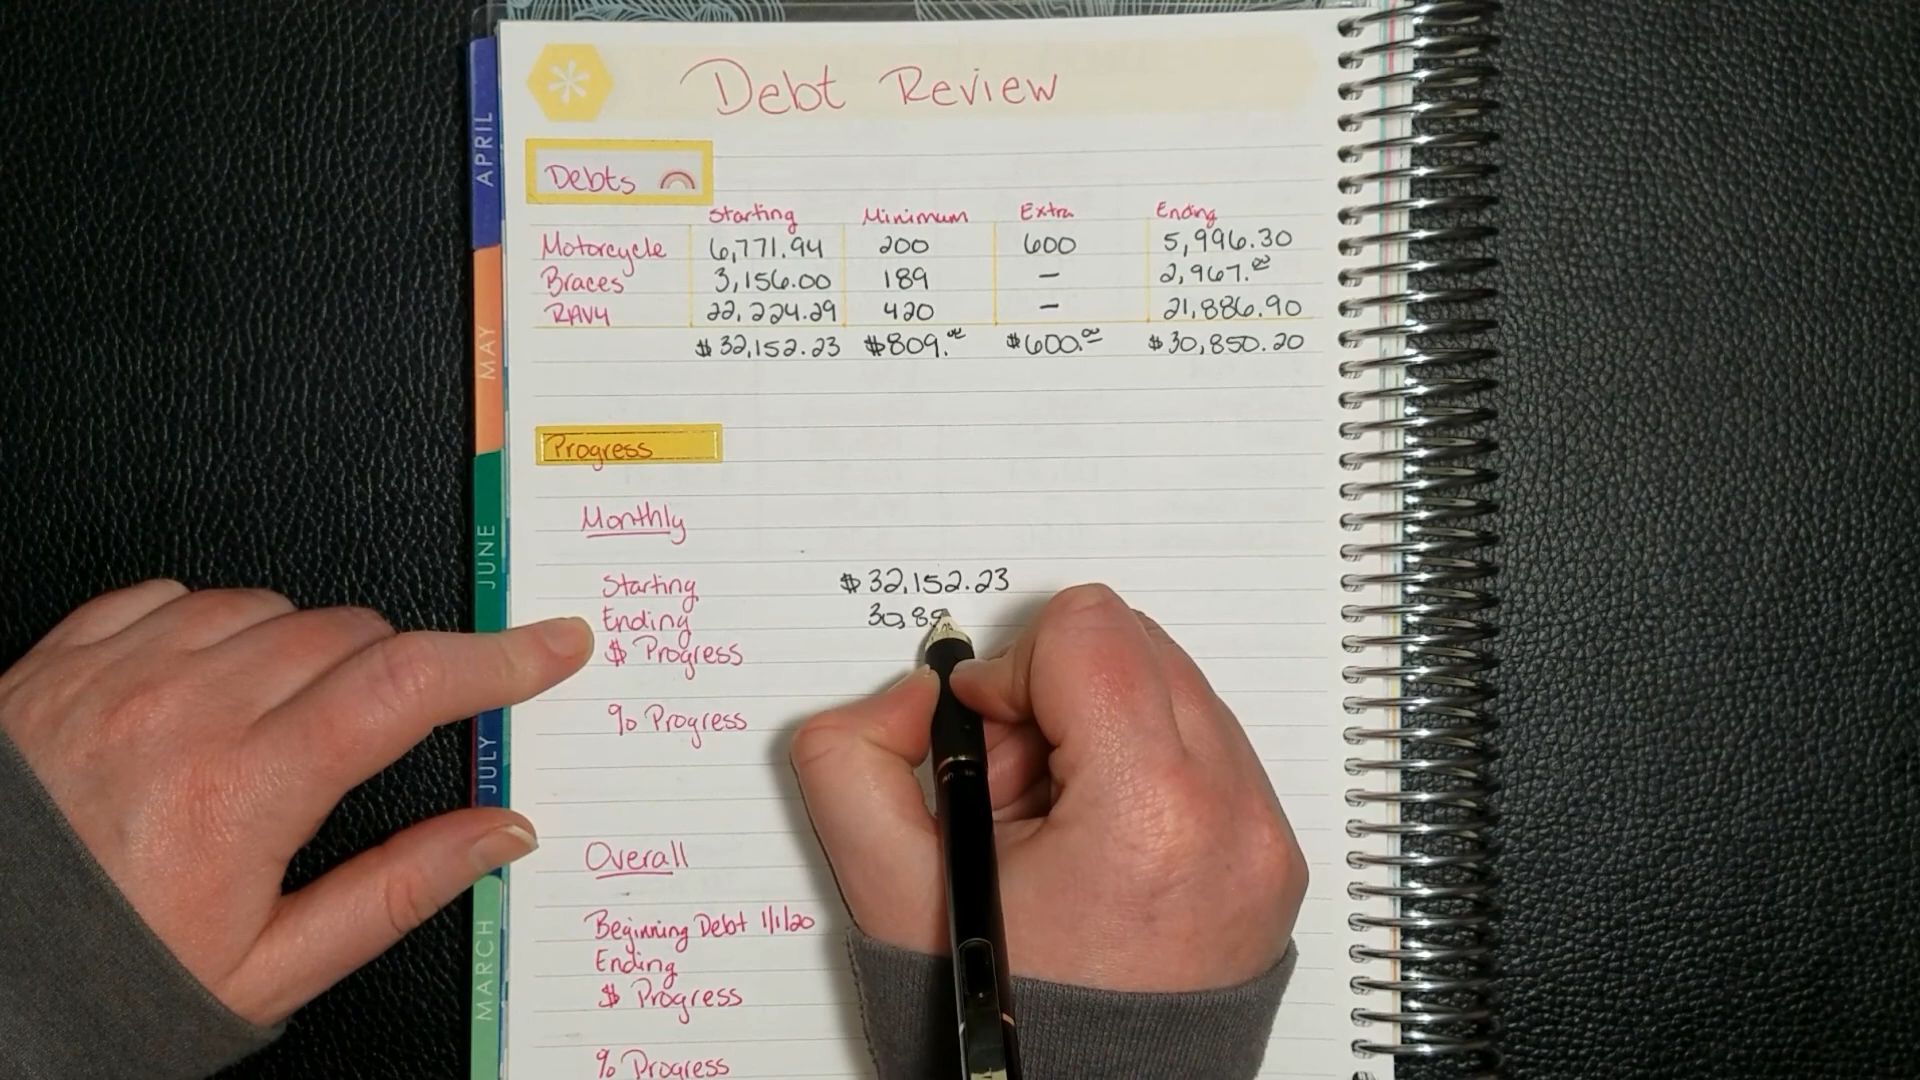 Debt Review
Debts
Starting Minimum Extra Ending
Motorcycle 6,771.94 200 600 5,996.30
Braces 3,156.00 189 – 2,967.00
RAV4 22,224.29 420 – 21,886.90
$32,152.23 $809.00 $600.00 $30,850.20
Progress
Monthly
Starting $32,152.23
Ending 30,85
$ Progress
% Progress
Overall
Beginning Debt 1/1/20
Ending
$ Progress
% Progress
APRIL
MAY
JUNE
JULY
MARCH